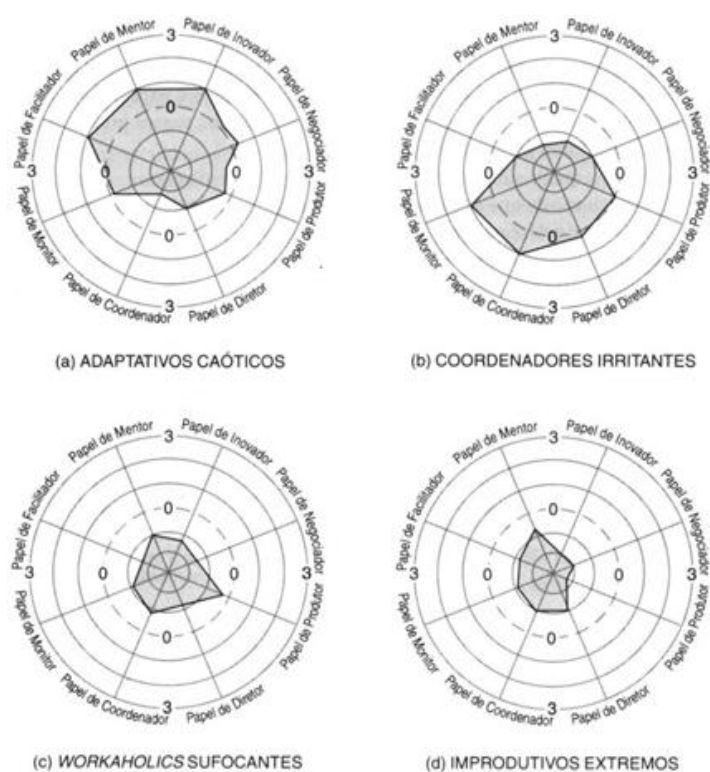 3
Papel de Mentor
Papel de Inovador
Papel de Facilitador
Papel de Negociador
0
3
0
0
3
Papel de Monitor
Papel de Produtor
0
Papel de Coordenador
Papel de Diretor
3
(a) ADAPTATIVOS CAÓTICOS
3
Papel de Mentor
Papel de Inovador
Papel de Facilitador
Papel de Negociador
0
3
0
0
3
Papel de Monitor
Papel de Produtor
0
Papel de Coordenador
Papel de Diretor
3
(b) COORDENADORES IRRITANTES
3
Papel de Mentor
Papel de Inovador
Papel de Facilitador
Papel de Negociador
0
3
0
0
3
Papel de Monitor
Papel de Produtor
0
Papel de Coordenador
Papel de Diretor
3
(c) WORKAHOLICS SUFOCANTES
3
Papel de Mentor
Papel de Inovador
Papel de Facilitador
Papel de Negociador
0
3
0
0
3
Papel de Monitor
Papel de Produtor
0
Papel de Coordenador
Papel de Diretor
3
(d) IMPRODUTIVOS EXTREMOS